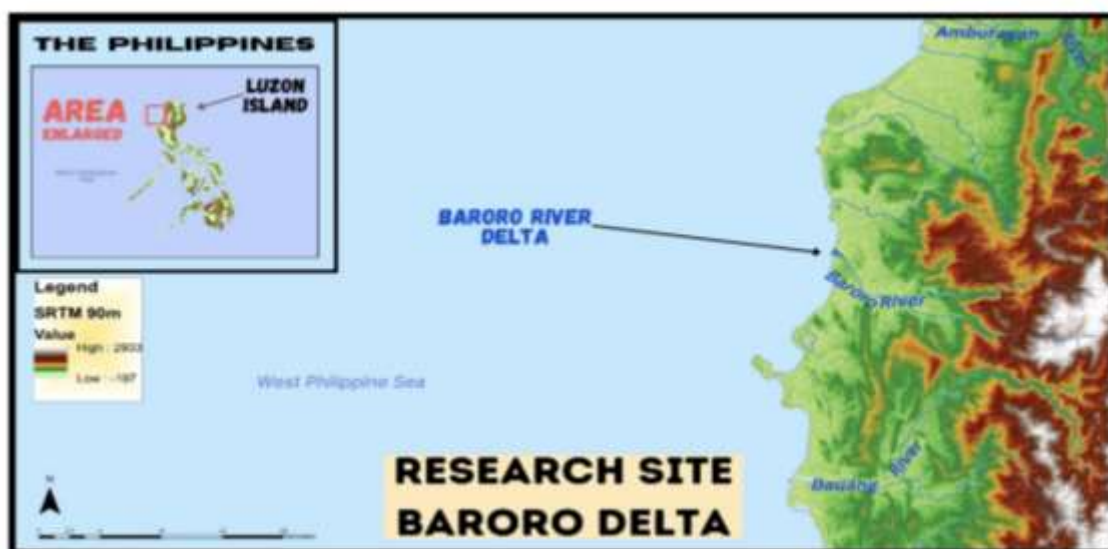 THE PHILIPPINES
LUZON
ISLAND
AREA
ENLARGED
Amburayan
River
BARORO RIVER
DELTA
Baroro River
Legend
SRTM 90m
Value
High : 2933
Low : -197
West Philippine Sea
N
RESEARCH SITE
BARORO DELTA
Bauang
River